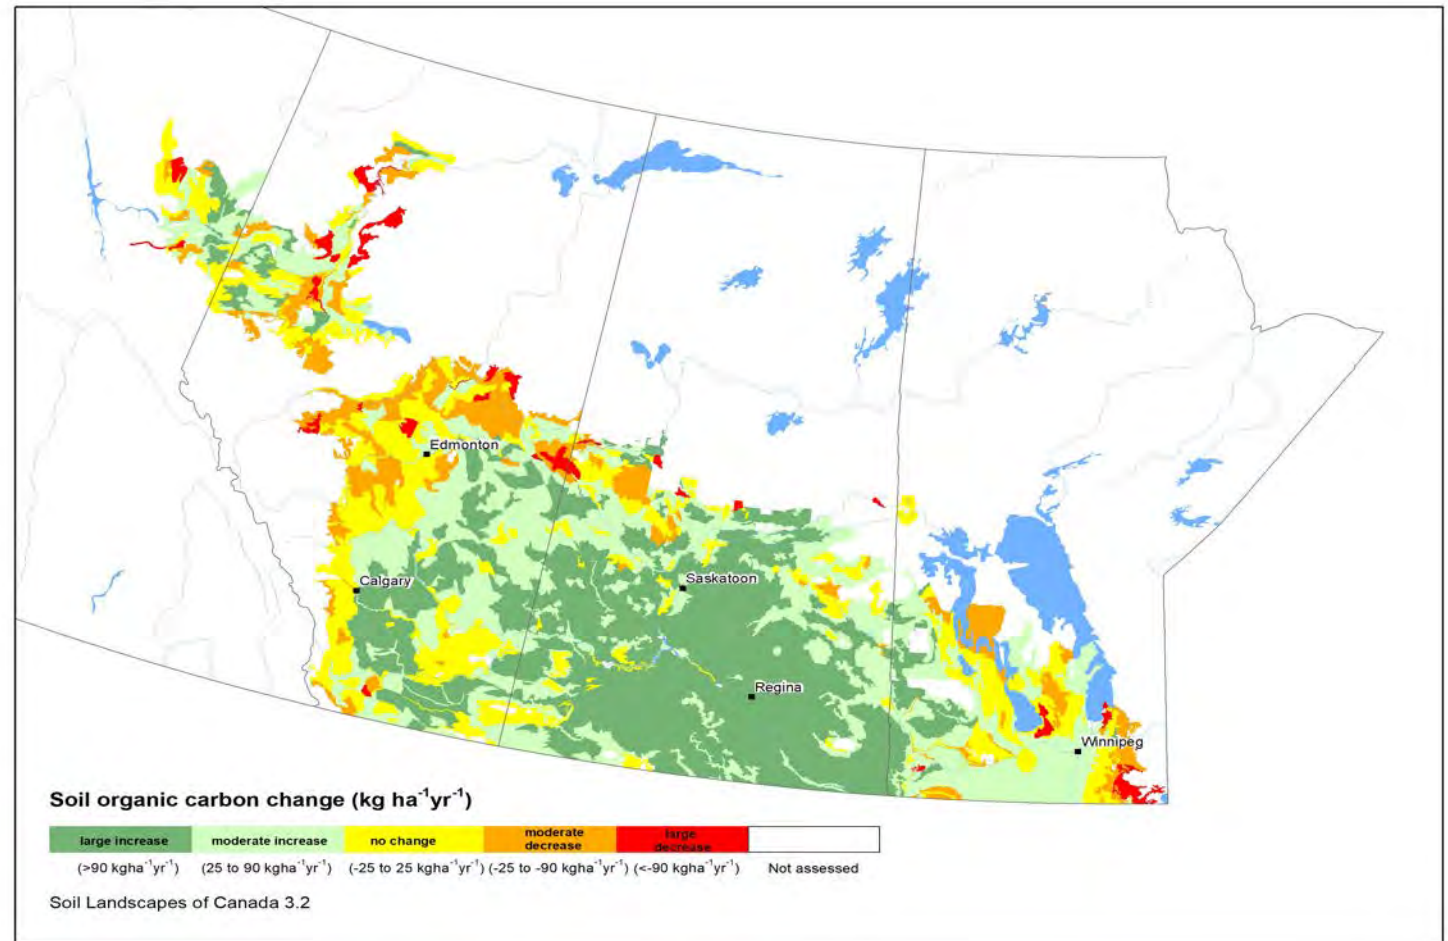 Edmonton
Calgary
Saskatoon
Regina
Winnipeg
Soil organic carbon change (kg ha⁻¹yr⁻¹)
large increase moderate increase no change moderate decrease large decrease
(>90 kgha⁻¹yr⁻¹) (25 to 90 kgha⁻¹yr⁻¹) (-25 to 25 kgha⁻¹yr⁻¹) (-25 to -90 kgha⁻¹yr⁻¹) (<-90 kgha⁻¹yr⁻¹) Not assessed
Soil Landscapes of Canada 3.2